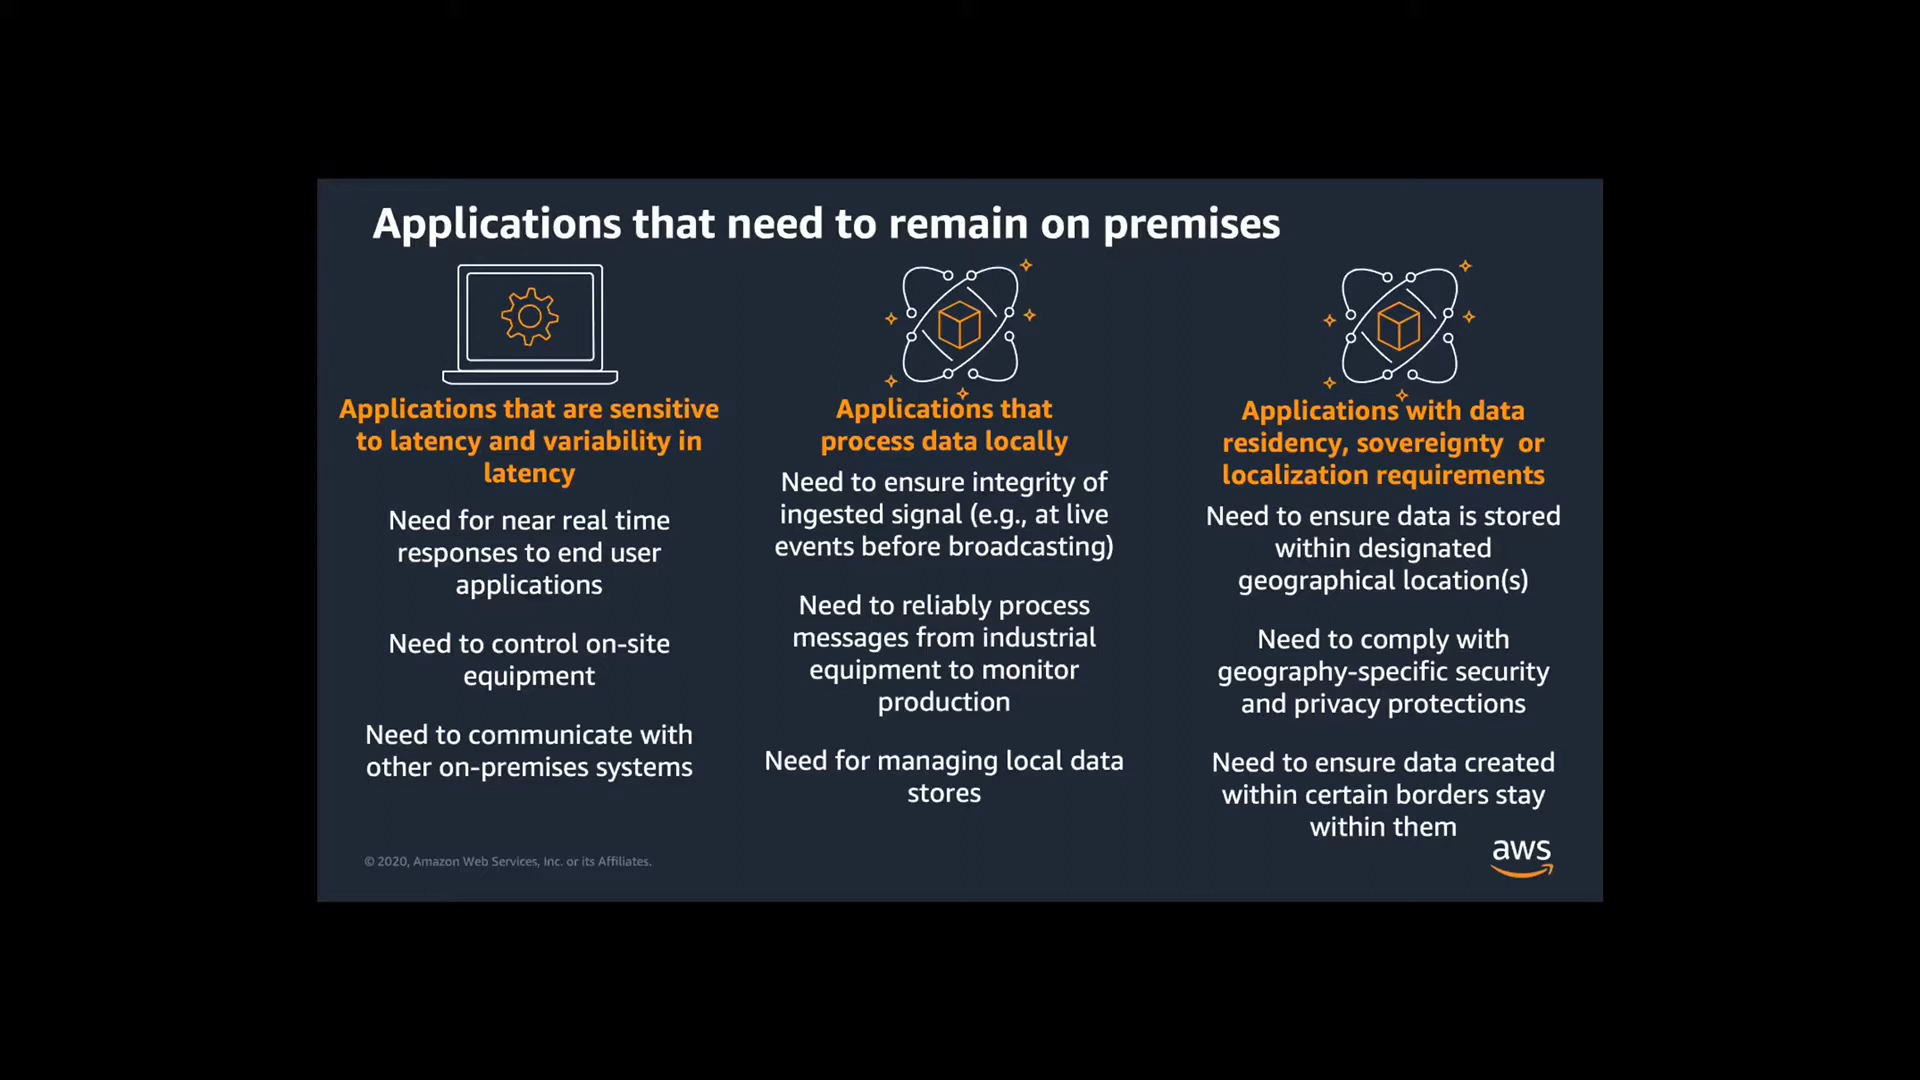 Applications that need to remain on premises
Applications that are sensitive
to latency and variability in
latency
Need for near real time
responses to end user
applications
Need to control on-site
equipment
Need to communicate with
other on-premises systems
Applications that
process data locally
Need to ensure integrity of
ingested signal (e.g., at live
events before broadcasting)
Need to reliably process
messages from industrial
equipment to monitor
production
Need for managing local data
stores
Applications with data
residency, sovereignty or
localization requirements
Need to ensure data is stored
within designated
geographical location(s)
Need to comply with
geography-specific security
and privacy protections
Need to ensure data created
within certain borders stay
within them
© 2020, Amazon Web Services, Inc. or its Affiliates.
aws